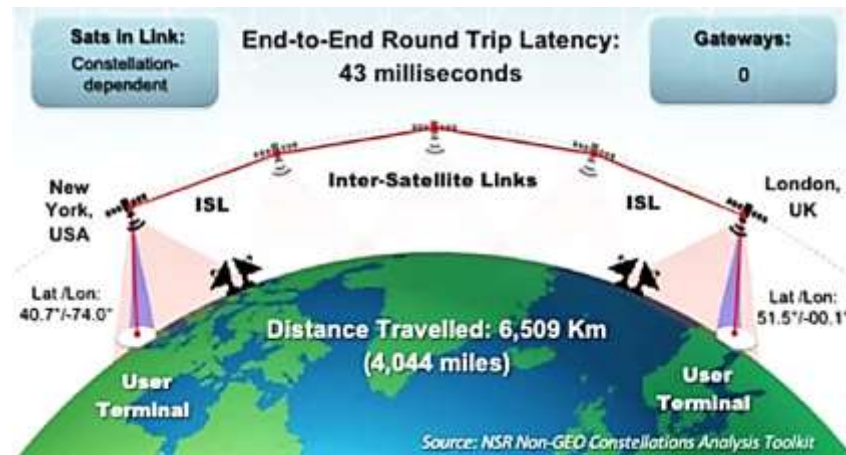 Sats in Link:
Constellation-
dependent
End-to-End Round Trip Latency:
43 milliseconds
Gateways:
0
New
York,
USA
ISL
Inter-Satellite Links
ISL
London,
UK
Lat /Lon:
40.7°/-74.0°
Lat /Lon:
51.5°/-00.1°
Distance Travelled: 6,509 Km
(4,044 miles)
User
Terminal
User
Terminal
Source: NSR Non-GEO Constellations Analysis Toolkit